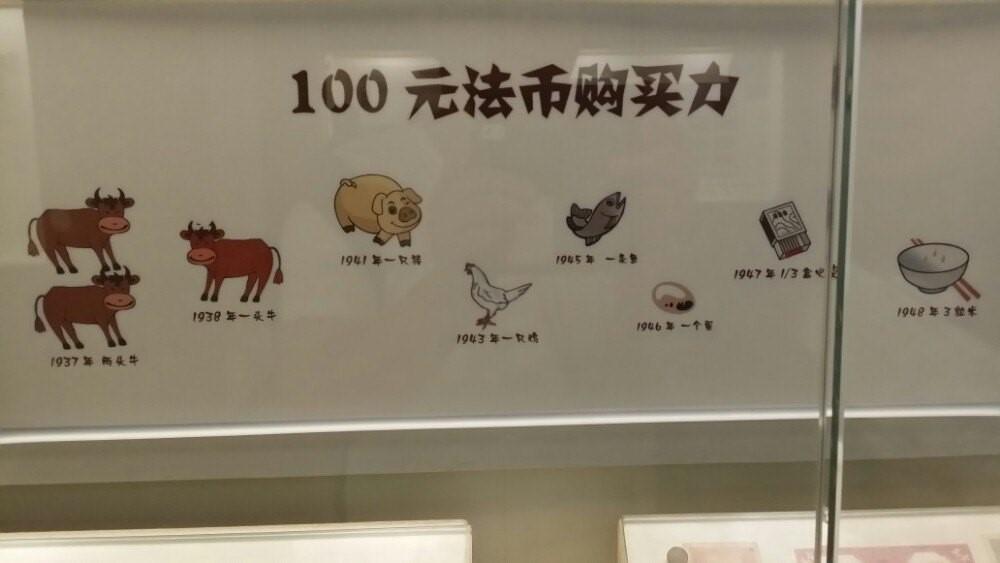 100 元法币购买力
1937 年 两头牛
1938 年一头牛
1941 年一只猪
1943 年一只鸡
1945 年 一条鱼
1946 年 一个蛋
1947 年 1/3 盒火柴
1948 年 3 粒米